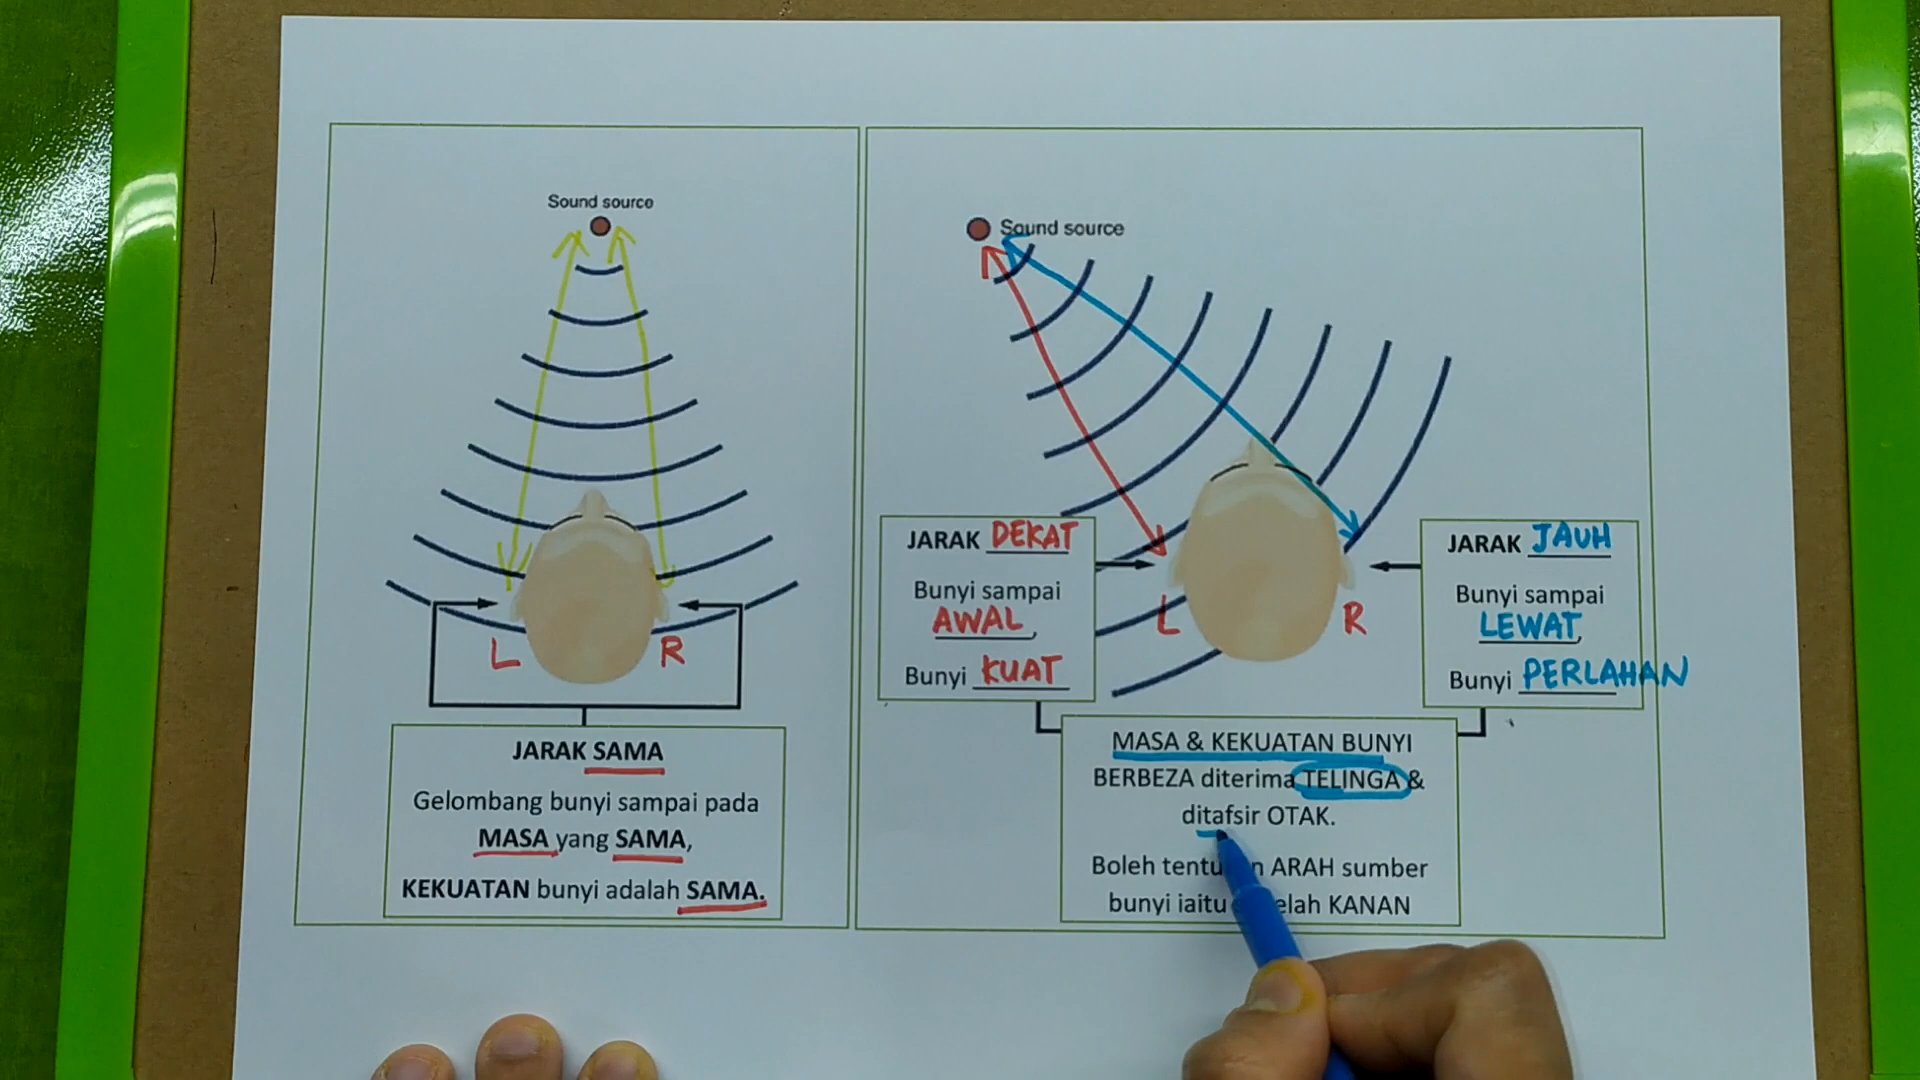 Sound source
L R
JARAK SAMA
Gelombang bunyi sampai pada
MASA yang SAMA,
KEKUATAN bunyi adalah SAMA.
Sound source
JARAK DEKAT
Bunyi sampai
AWAL,
Bunyi KUAT
L R
JARAK JAUH
Bunyi sampai
LEWAT,
Bunyi PERLAHAN
MASA & KEKUATAN BUNYI
BERBEZA diterima TELINGA &
ditafsir OTAK.
Boleh ARAH sumber
bunyi iaitu KANAN